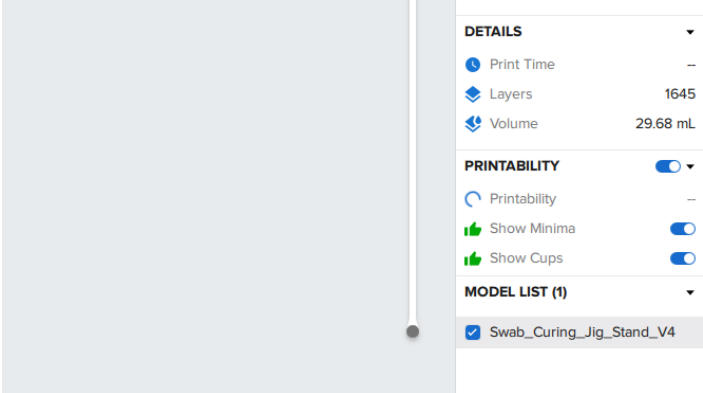 DETAILS
Print Time --
Layers 1645
Volume 29.68 mL
PRINTABILITY
Printability --
Show Minima
Show Cups
MODEL LIST (1)
Swab_Curing_Jig_Stand_V4